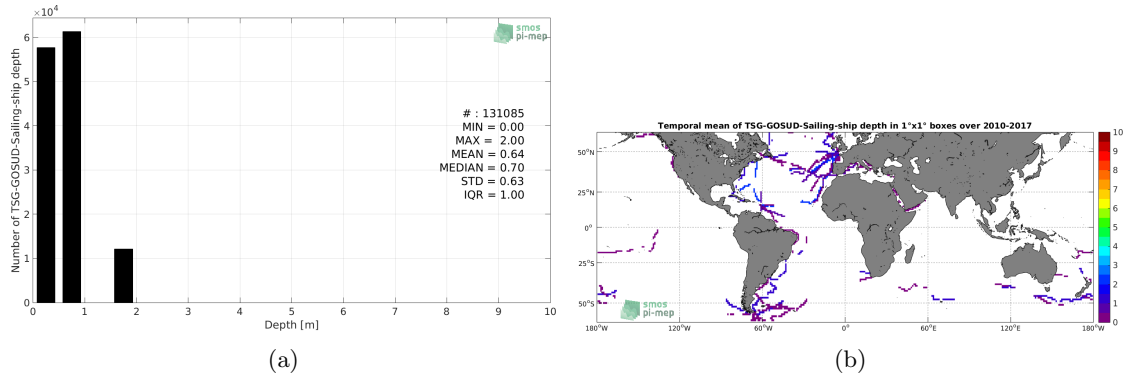 ×10⁴
smos
pi-mep
Number of TSG-GOSUD-Sailing-ship depth
6
5
4
3
2
1
0
# : 131085
MIN = 0.00
MAX = 2.00
MEAN = 0.64
MEDIAN = 0.70
STD = 0.63
IQR = 1.00
0 1 2 3 4 5 6 7 8 9 10
Depth [m]
(a)
Temporal mean of TSG-GOSUD-Sailing-ship depth in 1°x1° boxes over 2010-2017
50°N
25°N
0°
25°S
50°S
smos
pi-mep
180°W 120°W 60°W 0° 60°E 120°E 180°W
10
9
8
7
6
5
4
3
2
1
0
(b)